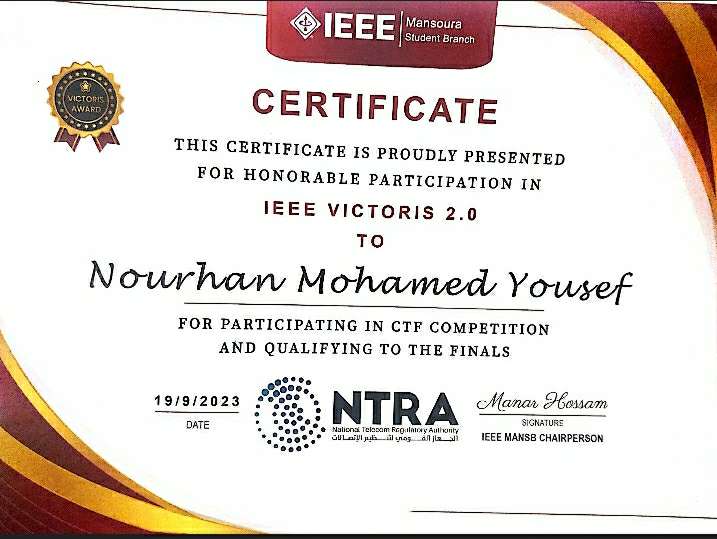 IEEE
Mansoura
Student Branch
VICTORIS
AWARD
CERTIFICATE
THIS CERTIFICATE IS PROUDLY PRESENTED
FOR HONORABLE PARTICIPATION IN
IEEE VICTORIS 2.0
TO
Nourhan Mohamed Yousef
FOR PARTICIPATING IN CTF COMPETITION
AND QUALIFYING TO THE FINALS
19/9/2023
DATE
NTRA
National Telecom Regulatory Authority
الجهاز القومي لتنظيم الإتصالات
Manar Hossam
SIGNATURE
IEEE MANSB CHAIRPERSON